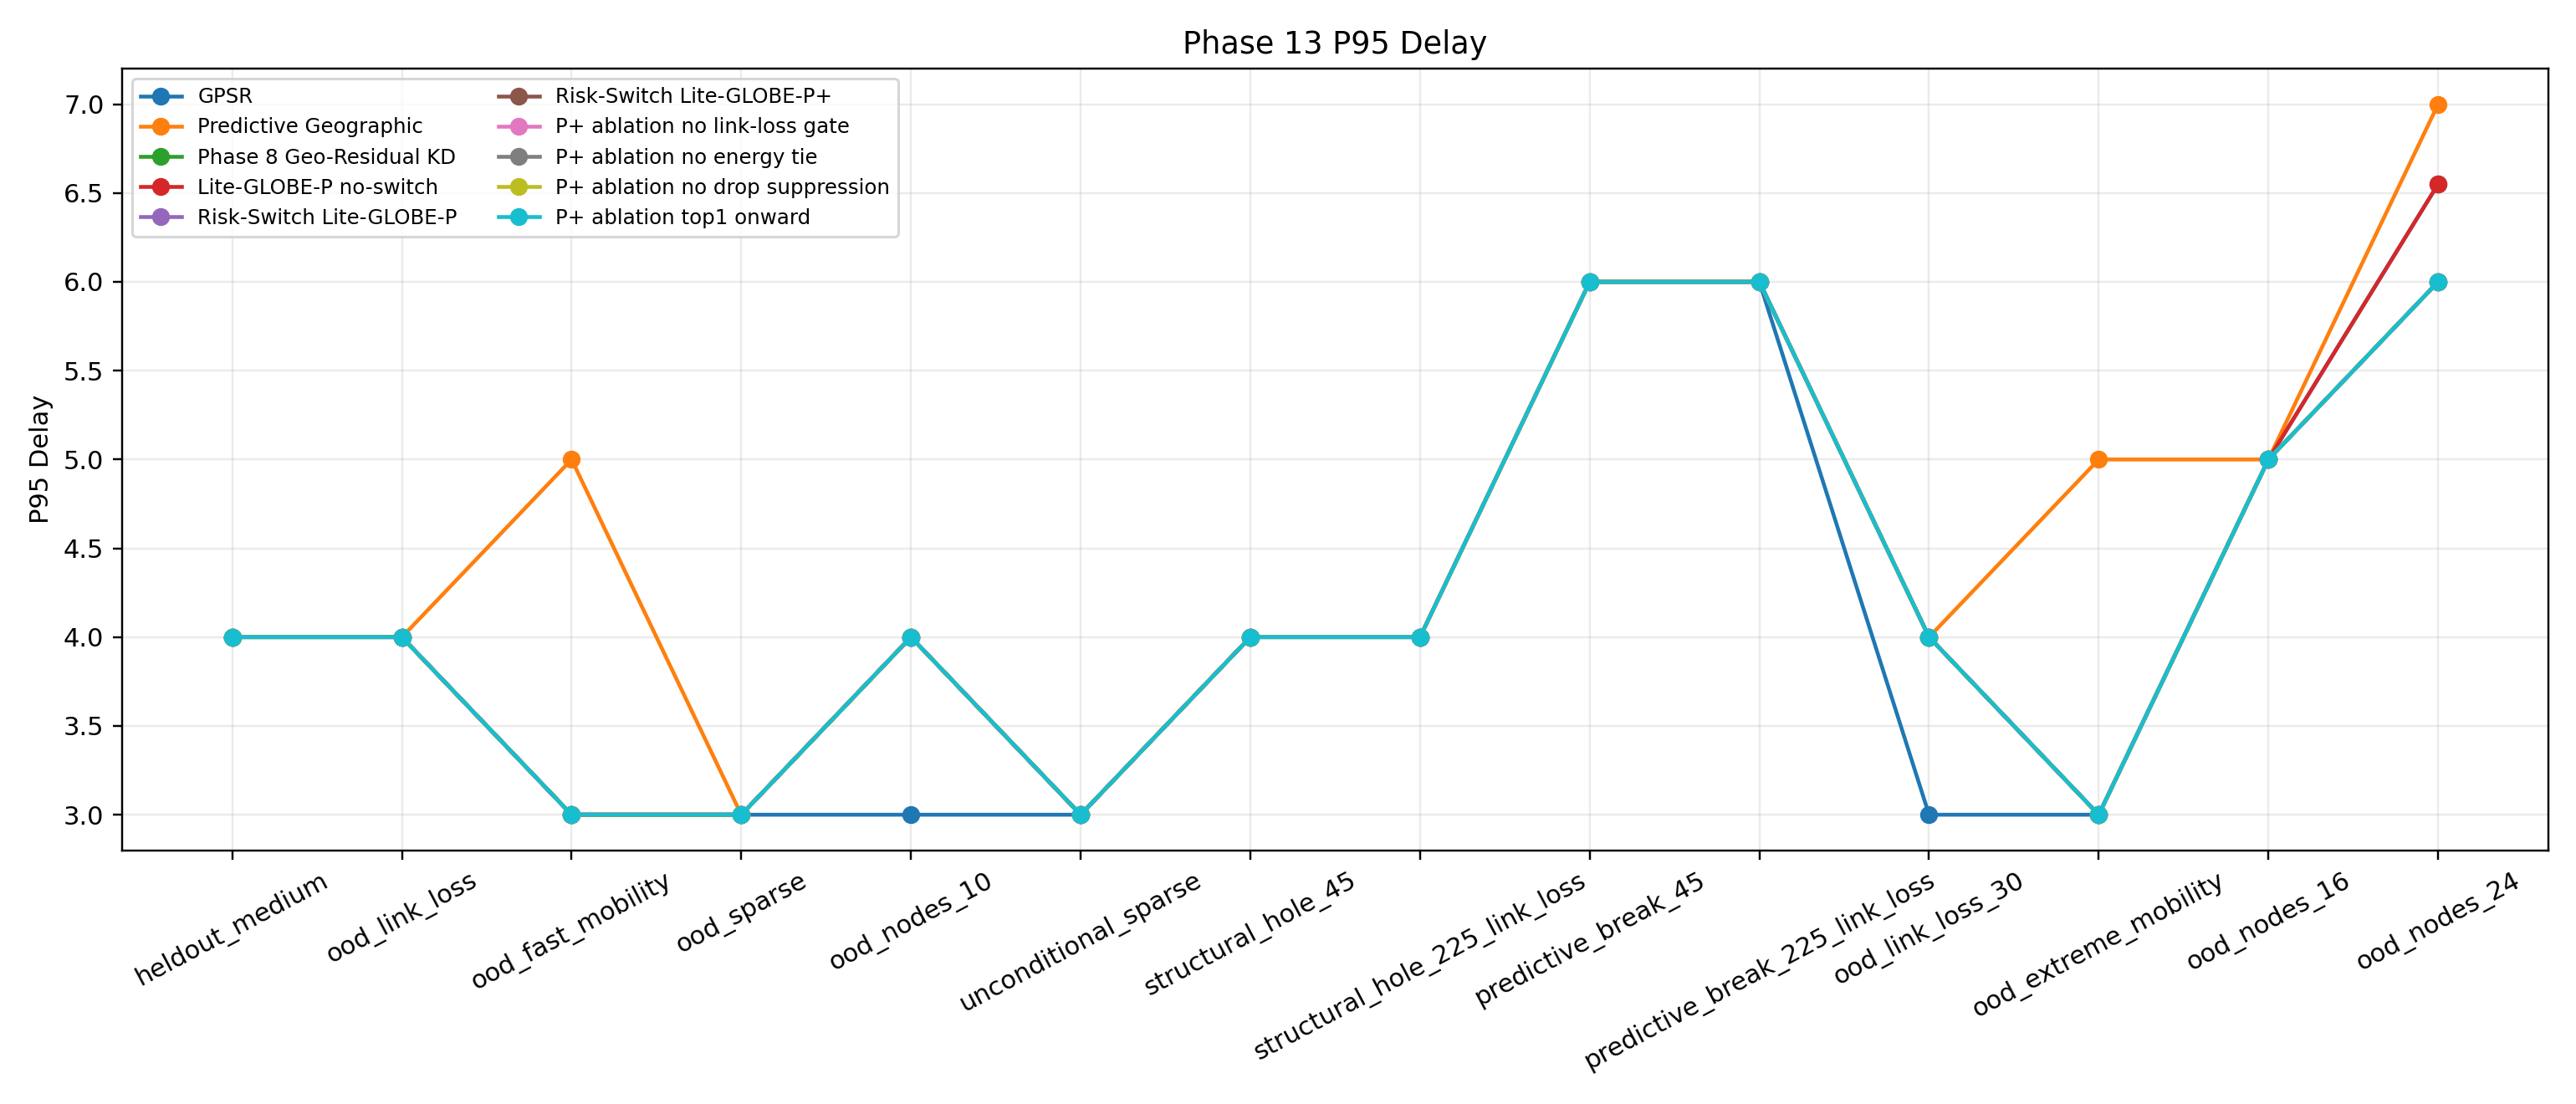 Phase 13 P95 Delay
GPSR
Predictive Geographic
Phase 8 Geo-Residual KD
Lite-GLOBE-P no-switch
Risk-Switch Lite-GLOBE-P
Risk-Switch Lite-GLOBE-P+
P+ ablation no link-loss gate
P+ ablation no energy tie
P+ ablation no drop suppression
P+ ablation top1 onward
P95 Delay
7.0
6.5
6.0
5.5
5.0
4.5
4.0
3.5
3.0
heldout_medium
ood_link_loss
ood_fast_mobility
ood_sparse
ood_nodes_10
unconditional_sparse
structural_hole_45
structural_hole_225_link_loss
predictive_break_45
predictive_break_225_link_loss
ood_link_loss_30
ood_extreme_mobility
ood_nodes_16
ood_nodes_24